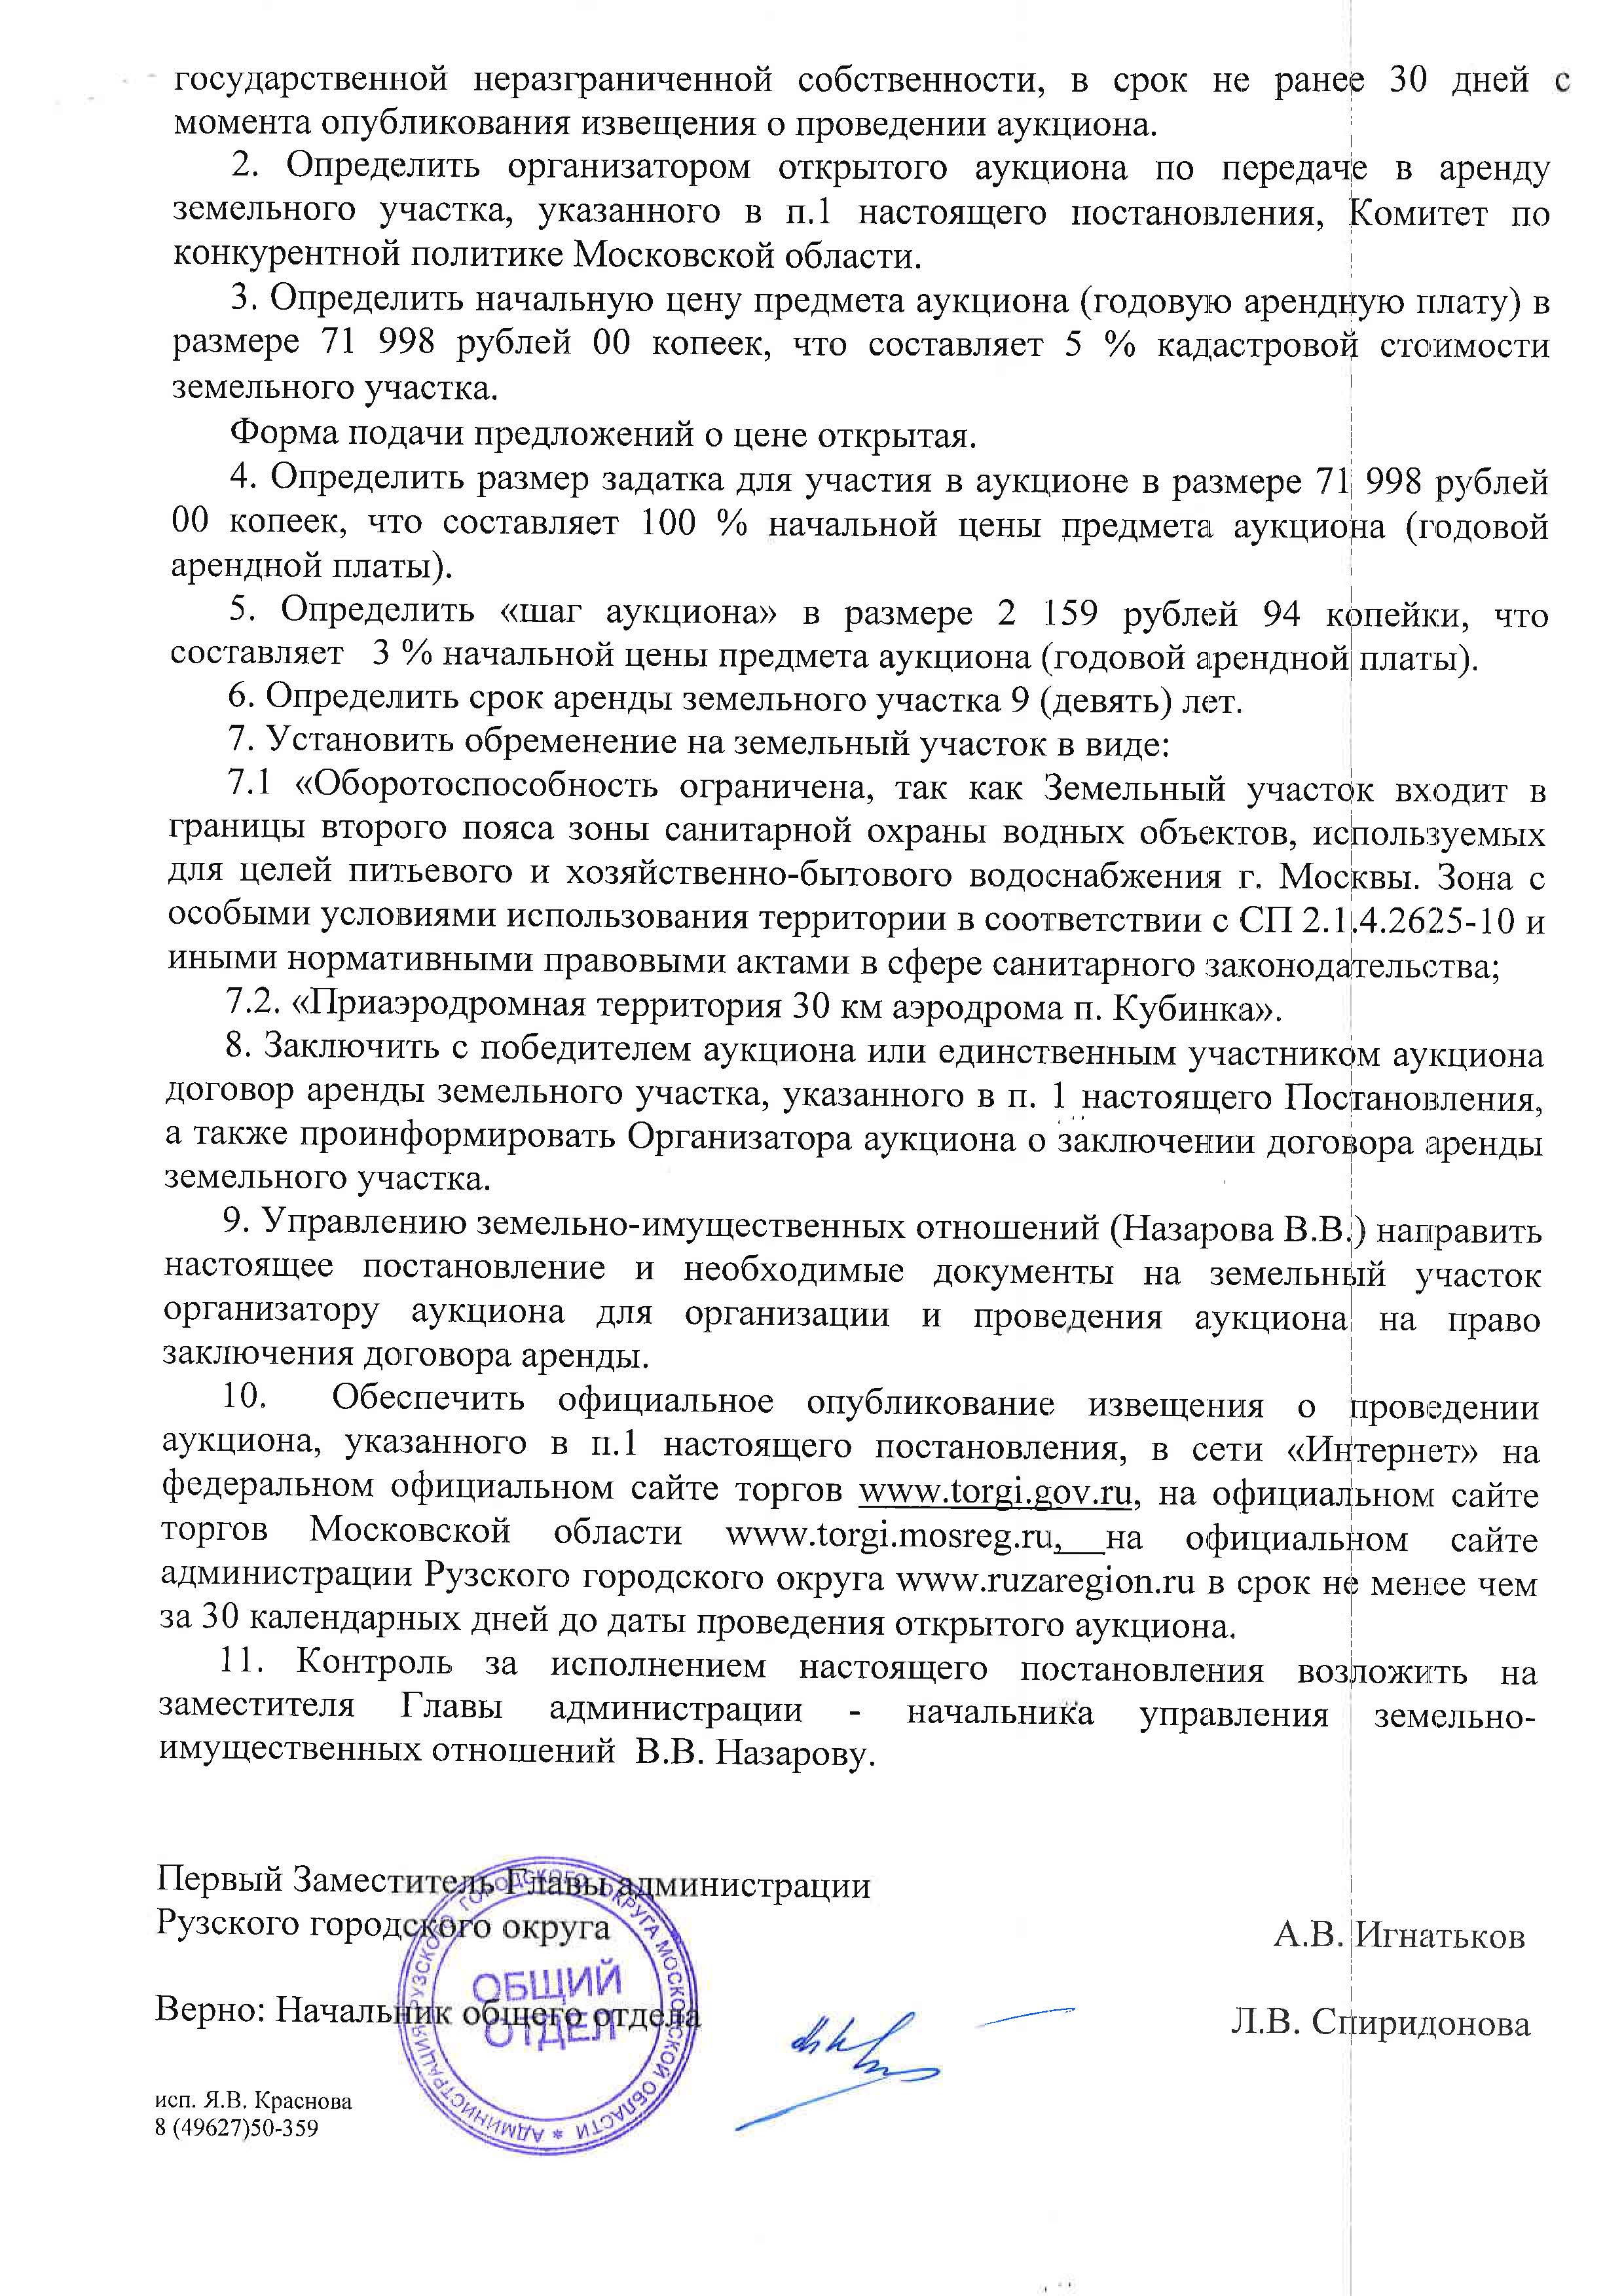 государственной неразграниченной собственности, в срок не ранее 30 дней с
момента опубликования извещения о проведении аукциона.
2. Определить организатором открытого аукциона по передаче в аренду
земельного участка, указанного в п.1 настоящего постановления, Комитет по
конкурентной политике Московской области.
3. Определить начальную цену предмета аукциона (годовую арендную плату) в
размере 71 998 рублей 00 копеек, что составляет 5 % кадастровой стоимости
земельного участка.
Форма подачи предложений о цене открытая.
4. Определить размер задатка для участия в аукционе в размере 71 998 рублей
00 копеек, что составляет 100 % начальной цены предмета аукциона (годовой
арендной платы).
5. Определить «шаг аукциона» в размере 2 159 рублей 94 копейки, что
составляет 3 % начальной цены предмета аукциона (годовой арендной платы).
6. Определить срок аренды земельного участка 9 (девять) лет.
7. Установить обременение на земельный участок в виде:
7.1 «Оборотоспособность ограничена, так как Земельный участок входит в
границы второго пояса зоны санитарной охраны водных объектов, используемых
для целей питьевого и хозяйственно-бытового водоснабжения г. Москвы. Зона с
особыми условиями использования территории в соответствии с СП 2.1.4.2625-10 и
иными нормативными правовыми актами в сфере санитарного законодательства;
7.2. «Приаэродромная территория 30 км аэродрома п. Кубинка».
8. Заключить с победителем аукциона или единственным участником аукциона
договор аренды земельного участка, указанного в п. 1 настоящего Постановления,
а также проинформировать Организатора аукциона о заключении договора аренды
земельного участка.
9. Управлению земельно-имущественных отношений (Назарова В.В.) направить
настоящее постановление и необходимые документы на земельный участок
организатору аукциона для организации и проведения аукциона на право
заключения договора аренды.
10. Обеспечить официальное опубликование извещения о проведении
аукциона, указанного в п.1 настоящего постановления, в сети «Интернет» на
федеральном официальном сайте торгов www.torgi.gov.ru, на официальном сайте
торгов Московской области www.torgi.mosreg.ru, на официальном сайте
администрации Рузского городского округа www.ruzaregion.ru в срок не менее чем
за 30 календарных дней до даты проведения открытого аукциона.
11. Контроль за исполнением настоящего постановления возложить на
заместителя Главы администрации - начальника управления земельно-
имущественных отношений В.В. Назарову.
Первый Заместитель Главы администрации
Рузского городского округа А.В. Игнатьков
Верно: Начальник общего отдела Л.В. Спиридонова
исп. Я.В. Краснова
8 (49627)50-359
АДМИНИСТРАЦИЯ РУЗСКОГО ГОРОДСКОГО ОКРУГА МОСКОВСКОЙ ОБЛАСТИ *
ОБЩИЙ
ОТДЕЛ